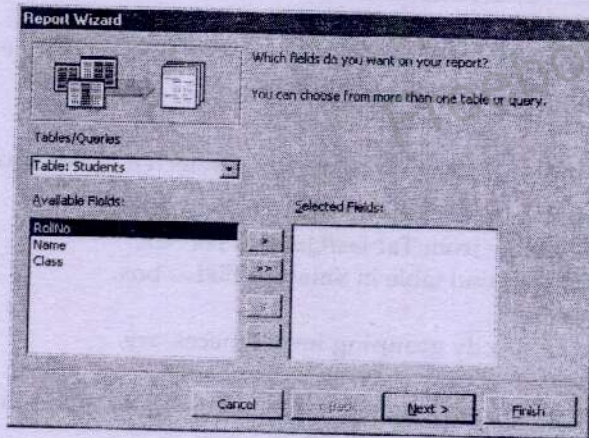 Report Wizard
Which fields do you want on your report?
You can choose from more than one table or query.
Tables/Queries
Table: Students
Available Fields:
Selected Fields:
RollNo
Name
Class
>
>>
Cancel
< Back
Next >
Finish